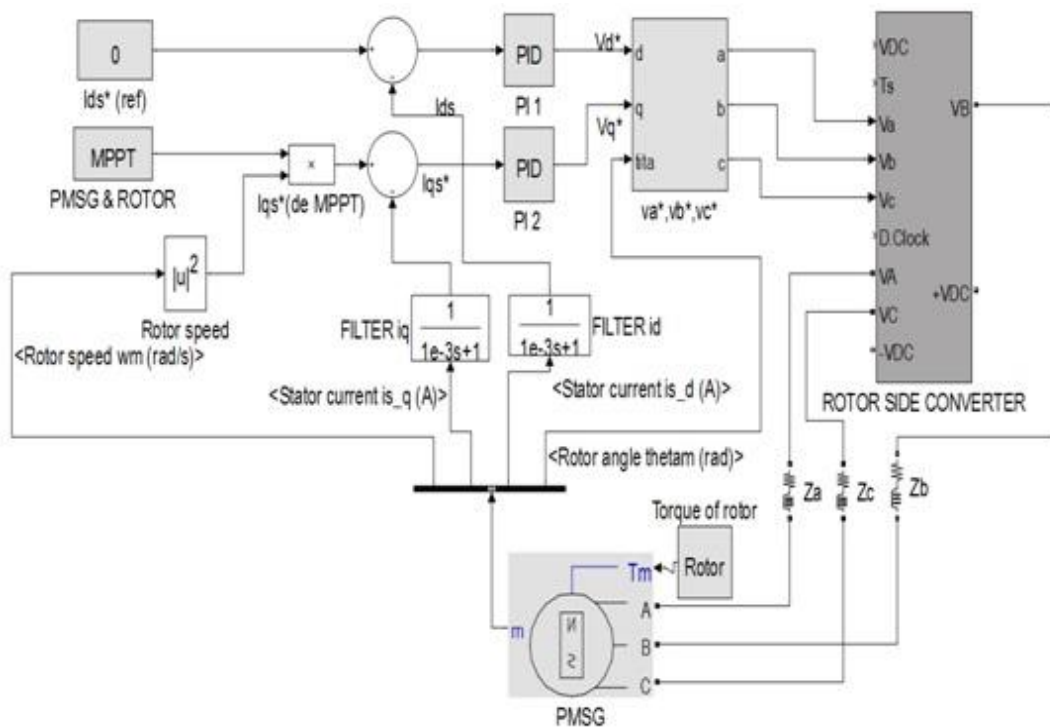 0
Ids* (ref)
MPPT
PMSG & ROTOR
x
Iqs*(de MPPT)
|u|²
Rotor speed
<Rotor speed wm (rad/s)>
Ids
Iqs*
PID
PI 1
PID
PI 2
Vd*
Vq*
d
q
tita
a
b
c
va*,vb*,vc*
VDC
Ts
Va
Vb
Vc
D.Clock
VA
VC
-VDC
VB
+VDC
ROTOR SIDE CONVERTER
FILTER iq
1
1e-3s+1
1
1e-3s+1
FILTER id
<Stator current is_q (A)>
<Stator current is_d (A)>
<Rotor angle thetam (rad)>
Za
Zc
Zb
Torque of rotor
Rotor
Tm
m
N
S
A
B
C
PMSG